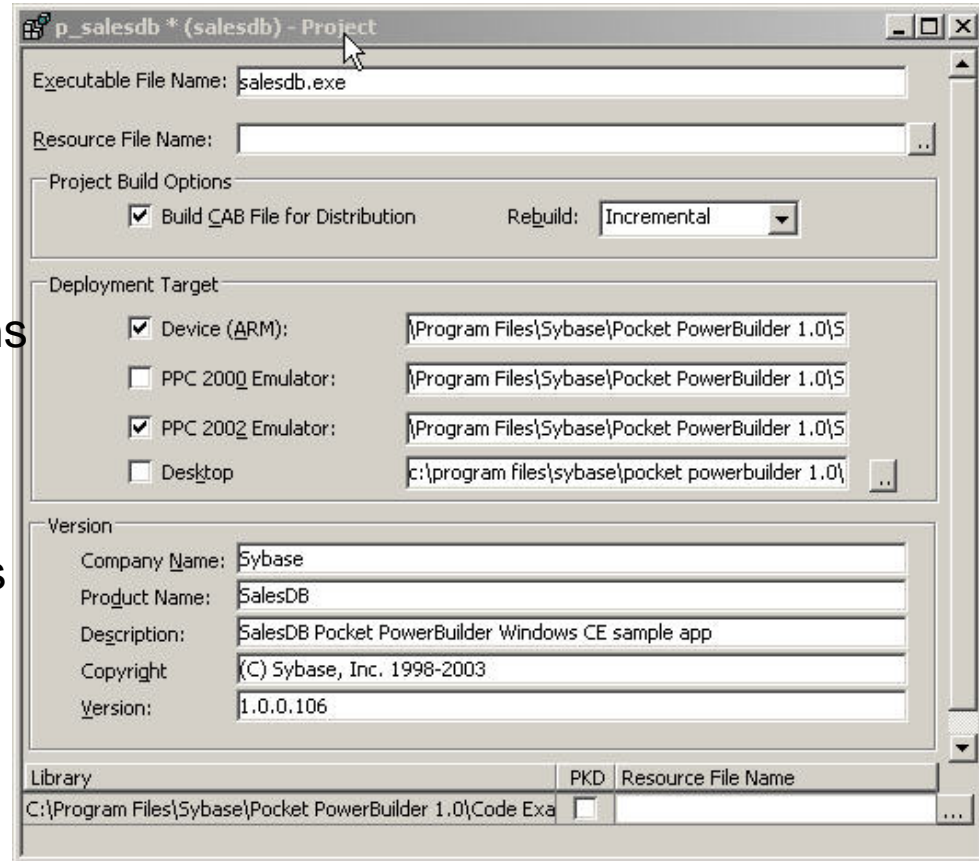 p_salesdb * (salesdb) - Project
Executable File Name: salesdb.exe
Resource File Name: ..
Project Build Options
Build CAB File for Distribution Rebuild: Incremental
Deployment Target
Device (ARM): \Program Files\Sybase\Pocket PowerBuilder 1.0\S
PPC 2000 Emulator: \Program Files\Sybase\Pocket PowerBuilder 1.0\S
PPC 2002 Emulator: \Program Files\Sybase\Pocket PowerBuilder 1.0\S
Desktop c:\program files\sybase\pocket powerbuilder 1.0\ ..
Version
Company Name: Sybase
s
Product Name: SalesDB
Description: SalesDB Pocket PowerBuilder Windows CE sample app
Copyright (C) Sybase, Inc. 1998-2003
Version: 1.0.0.106
Library PKD Resource File Name
C:\Program Files\Sybase\Pocket PowerBuilder 1.0\Code Exa ...